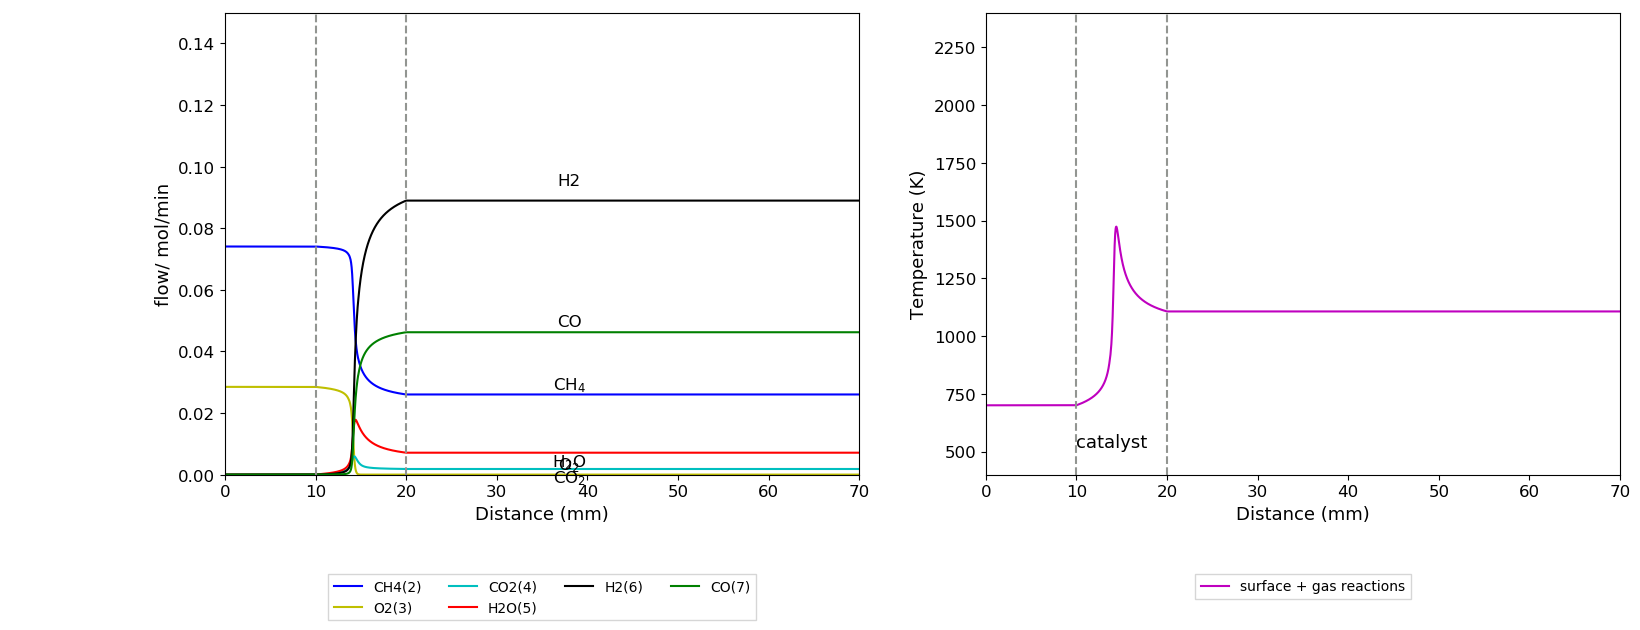 0.14
0.12
0.10
0.08
0.06
0.04
0.02
0.00
flow/ mol/min
H2
CO
CH4
H2O
O2
CO2
0 10 20 30 40 50 60 70
Distance (mm)
CH4(2) CO2(4) H2(6) CO(7)
O2(3) H2O(5)
2250
2000
1750
1500
1250
1000
750
500
Temperature (K)
catalyst
0 10 20 30 40 50 60 70
Distance (mm)
surface + gas reactions